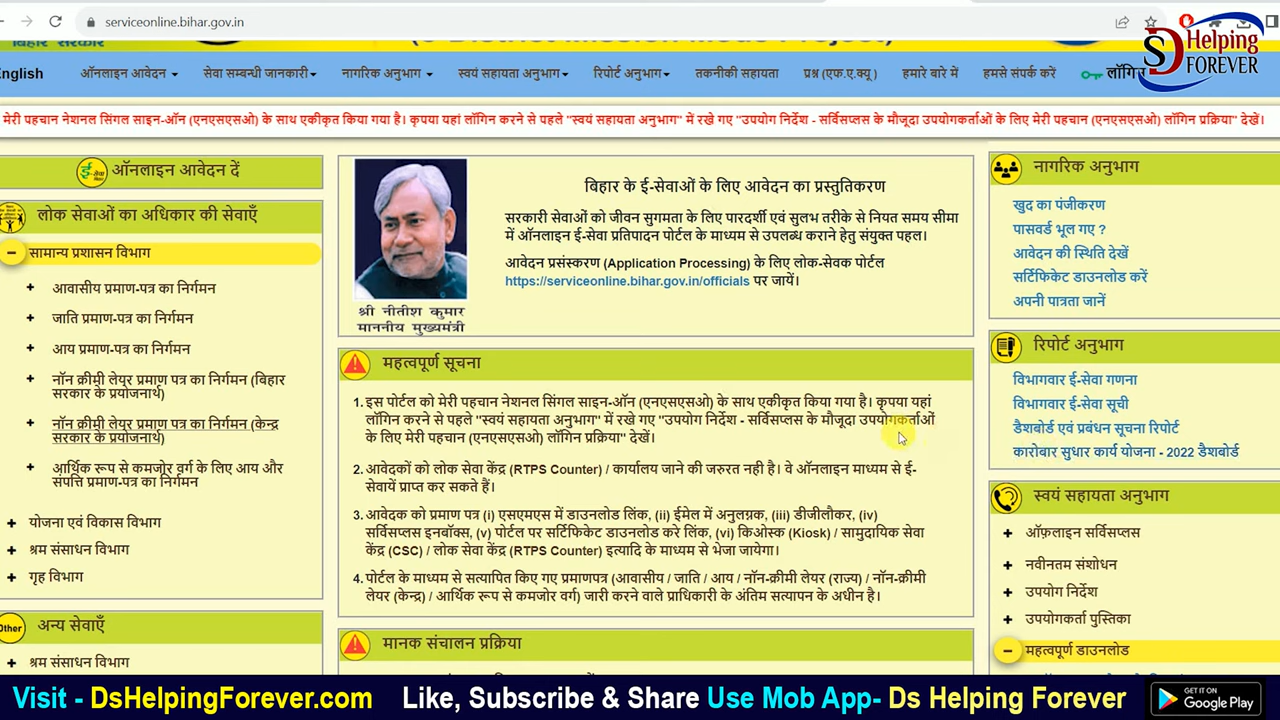 serviceonline.bihar.gov.in
बिहार सरकार
DS Helping
FOREVER
English ऑनलाइन आवेदन सेवा सम्बन्धी जानकारी नागरिक अनुभाग स्वयं सहायता अनुभाग रिपोर्ट अनुभाग तकनीकी सहायता प्रश्न (एफ.ए.क्यू) हमारे बारे में हमसे संपर्क करें
मेरी पहचान नेशनल सिंगल साइन-ऑन (एनएसएसओ) के साथ एकीकृत किया गया है। कृपया यहां लॉगिन करने से पहले "स्वयं सहायता अनुभाग" में रखे गए "उपयोग निर्देश - सर्विसप्लस के मौजूदा उपयोगकर्ताओं के लिए मेरी पहचान (एनएसएसओ) लॉगिन प्रक्रिया" देखें।
ऑनलाइन आवेदन दें
लोक सेवाओं का अधिकार की सेवाएँ
सामान्य प्रशासन विभाग
आवासीय प्रमाण-पत्र का निर्गमन
जाति प्रमाण-पत्र का निर्गमन
आय प्रमाण-पत्र का निर्गमन
नॉन क्रीमी लेयर प्रमाण पत्र का निर्गमन (बिहार
सरकार के प्रयोजनार्थ)
नॉन क्रीमी लेयर प्रमाण पत्र का निर्गमन (केन्द्र
सरकार के प्रयोजनार्थ)
आर्थिक रूप से कमजोर वर्ग के लिए आय और
संपत्ति प्रमाण-पत्र का निर्गमन
योजना एवं विकास विभाग
श्रम संसाधन विभाग
गृह विभाग
Other अन्य सेवाएँ
श्रम संसाधन विभाग
श्री नीतीश कुमार
माननीय मुख्यमंत्री
बिहार के ई-सेवाओं के लिए आवेदन का प्रस्तुतिकरण
सरकारी सेवाओं को जीवन सुगमता के लिए पारदर्शी एवं सुलभ तरीके से नियत समय सीमा
में ऑनलाइन ई-सेवा प्रतिपादन पोर्टल के माध्यम से उपलब्ध कराने हेतु संयुक्त पहल।
आवेदन प्रसंस्करण (Application Processing) के लिए लोक-सेवक पोर्टल
https://serviceonline.bihar.gov.in/officials पर जायें।
महत्वपूर्ण सूचना
1. इस पोर्टल को मेरी पहचान नेशनल सिंगल साइन-ऑन (एनएसएसओ) के साथ एकीकृत किया गया है। कृपया यहां
लॉगिन करने से पहले "स्वयं सहायता अनुभाग" में रखे गए "उपयोग निर्देश - सर्विसप्लस के मौजूदा उपयोगकर्ताओं
के लिए मेरी पहचान (एनएसएसओ) लॉगिन प्रक्रिया" देखें।
2. आवेदकों को लोक सेवा केंद्र (RTPS Counter) / कार्यालय जाने की जरुरत नही है। वे ऑनलाइन माध्यम से ई-
सेवायें प्राप्त कर सकते हैं।
3. आवेदक को प्रमाण पत्र (i) एसएमएस में डाउनलोड लिंक, (ii) ईमेल में अनुलग्नक, (iii) डीजीलौकर, (iv)
सर्विसप्लस इनबॉक्स, (v) पोर्टल पर सर्टिफिकेट डाउनलोड करे लिंक, (vi) किओस्क (Kiosk) / सामुदायिक सेवा
केंद्र (CSC) / लोक सेवा केंद्र (RTPS Counter) इत्यादि के माध्यम से भेजा जायेगा।
4. पोर्टल के माध्यम से सत्यापित किए गए प्रमाणपत्र (आवासीय / जाति / आय / नॉन-क्रीमी लेयर (राज्य) / नॉन-क्रीमी
लेयर (केन्द्र) / आर्थिक रूप से कमजोर वर्ग) जारी करने वाले प्राधिकारी के अंतिम सत्यापन के अधीन है।
मानक संचालन प्रक्रिया
नागरिक अनुभाग
खुद का पंजीकरण
पासवर्ड भूल गए ?
आवेदन की स्थिति देखें
सर्टिफिकेट डाउनलोड करें
अपनी पात्रता जानें
रिपोर्ट अनुभाग
विभागवार ई-सेवा गणना
विभागवार ई-सेवा सूची
डैशबोर्ड एवं प्रबंधन सूचना रिपोर्ट
कारोबार सुधार कार्य योजना - 2022 डैशबोर्ड
स्वयं सहायता अनुभाग
ऑफ़लाइन सर्विसप्लस
नवीनतम संशोधन
उपयोग निर्देश
उपयोगकर्ता पुस्तिका
महत्वपूर्ण डाउनलोड
Visit - DsHelpingForever.com Like, Subscribe & Share Use Mob App- Ds Helping Forever
GET IT ON
Google Play